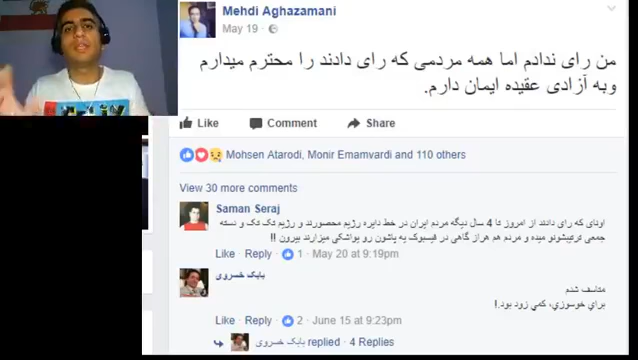 Mehdi Aghazamani
May 19
من رای ندادم اما همه مردمی که رای دادند را محترم میدارم
وبه آزادی عقیده ایمان دارم.
Like Comment Share
Mohsen Atarodi, Monir Emamvardi and 110 others
View 30 more comments
Saman Seraj
اونای که رای دادند از امروز تا 4 سال دیگه مردم ایران در خط دایره رژیم محصورند و رژیم تک تک و دسته
جمعی ترتیشونو میده و مردم هم هراز گاهی در فیسبوک یه پاشون رو یواشکی میزارند بیرون !!
Like · Reply · 1 · May 20 at 9:19pm
بابک خسروی
متاسف شدم
براي خوسوزي، كمي زود بود.!
Like · Reply · 2 · June 15 at 9:23pm
بابک خسروی replied · 4 Replies